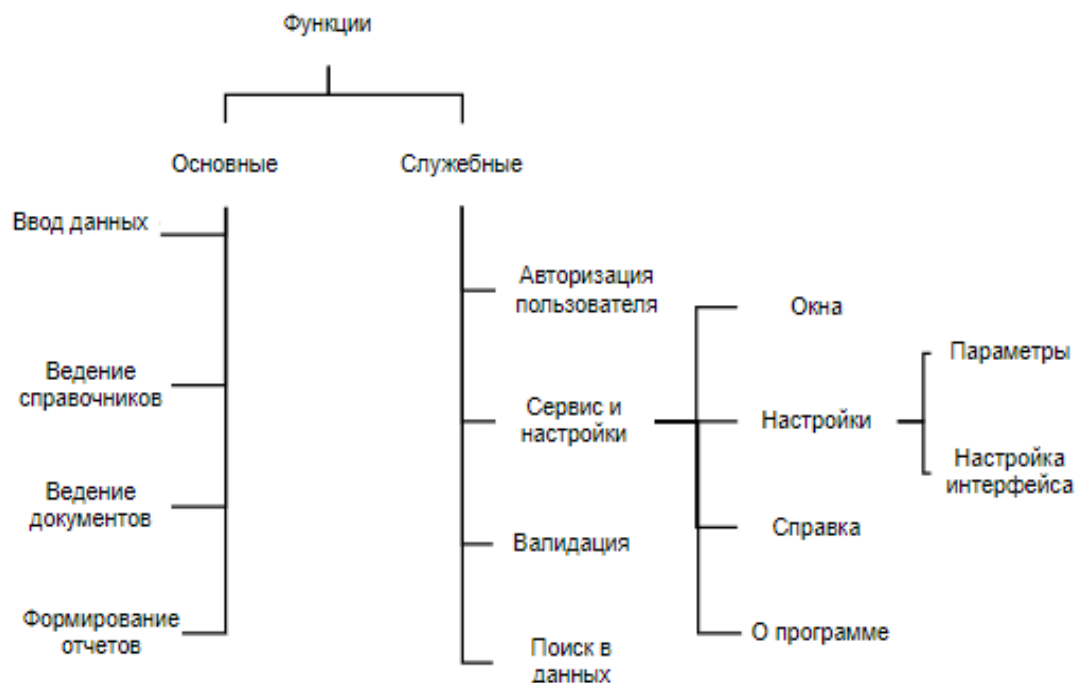 Функции
Основные
Служебные
Ввод данных
Ведение
справочников
Ведение
документов
Формирование
отчетов
Авторизация
пользователя
Сервис и
настройки
Валидация
Поиск в
данных
Окна
Настройки
Справка
О программе
Параметры
Настройка
интерфейса